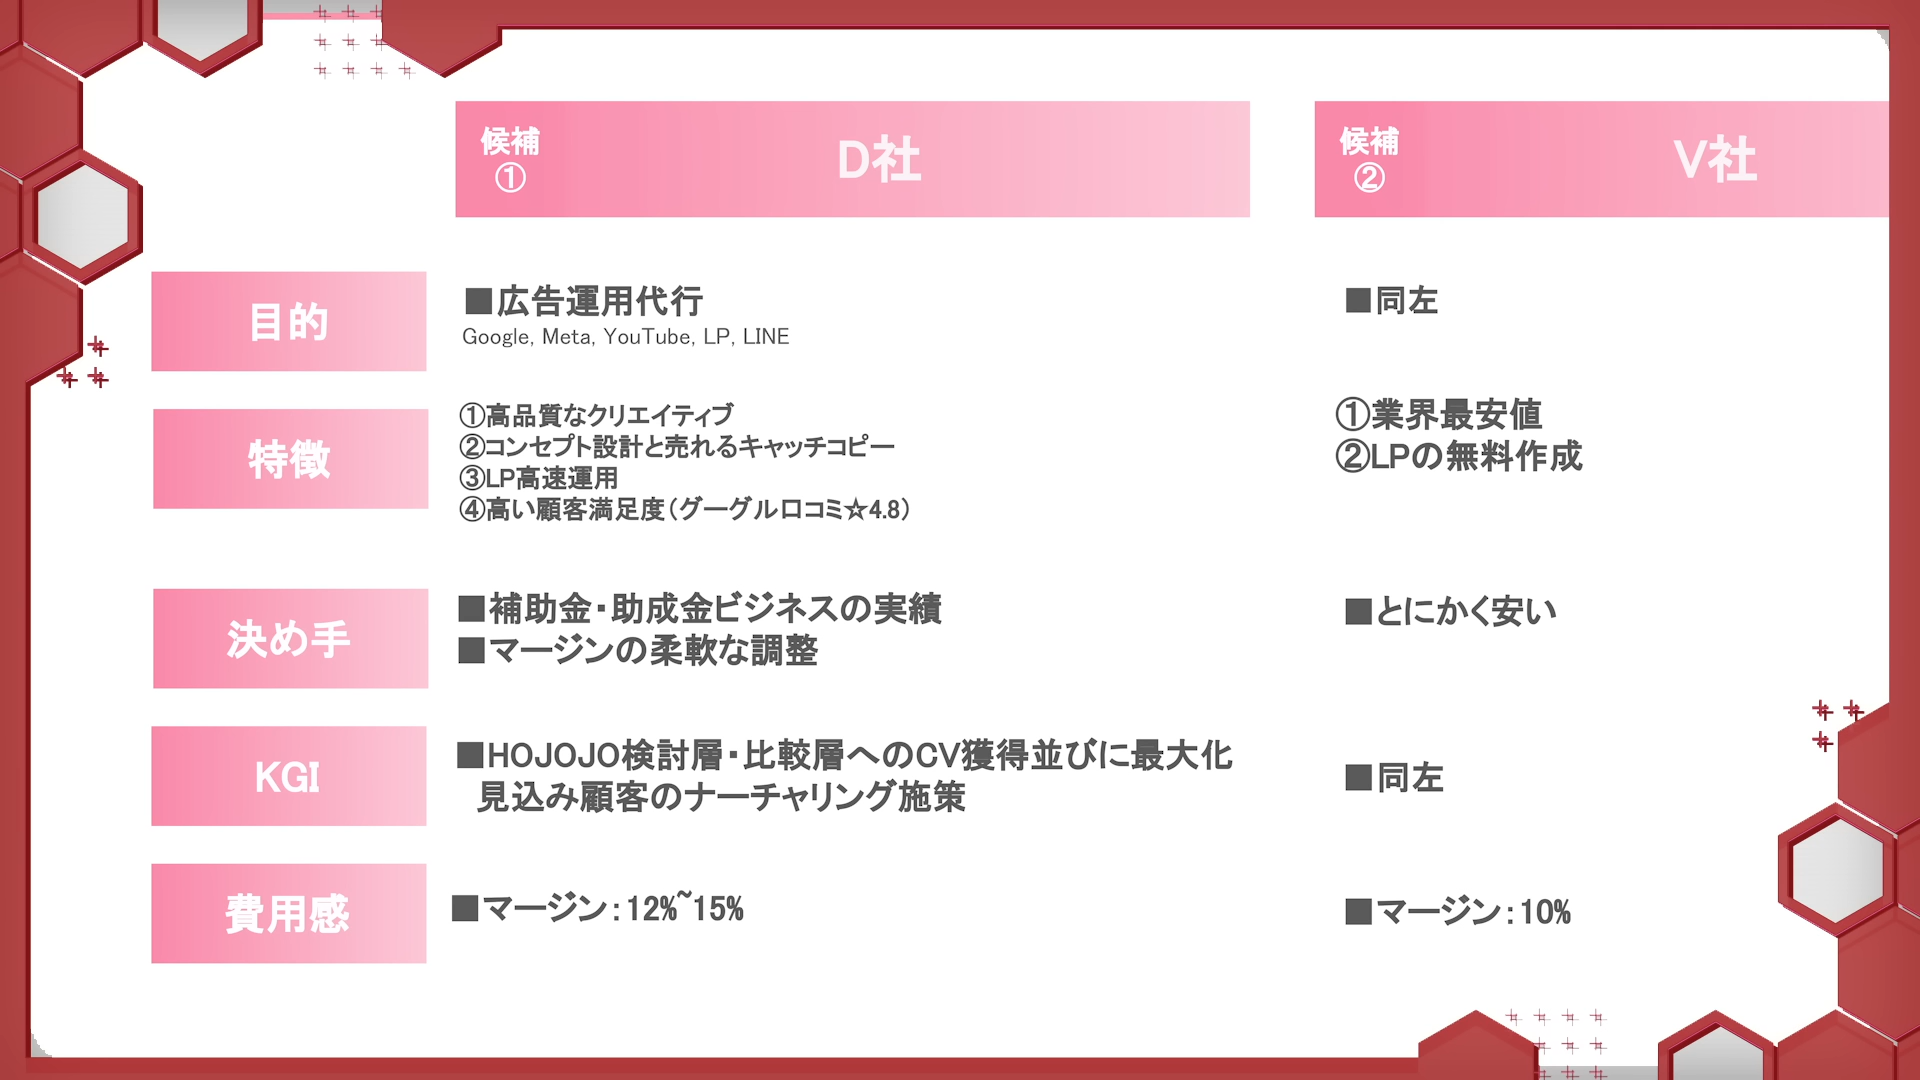 候補
①
D社
候補
②
V社
目的
■広告運用代行
Google, Meta, YouTube, LP, LINE
■同左
特徴
①高品質なクリエイティブ
②コンセプト設計と売れるキャッチコピー
③LP高速運用
④高い顧客満足度（グーグル口コミ☆4.8）
①業界最安値
②LPの無料作成
決め手
■補助金・助成金ビジネスの実績
■マージンの柔軟な調整
■とにかく安い
KGI
■HOJOJO検討層・比較層へのCV獲得並びに最大化
見込み顧客のナーチャリング施策
■同左
費用感
■マージン：12%~15%
■マージン：10%